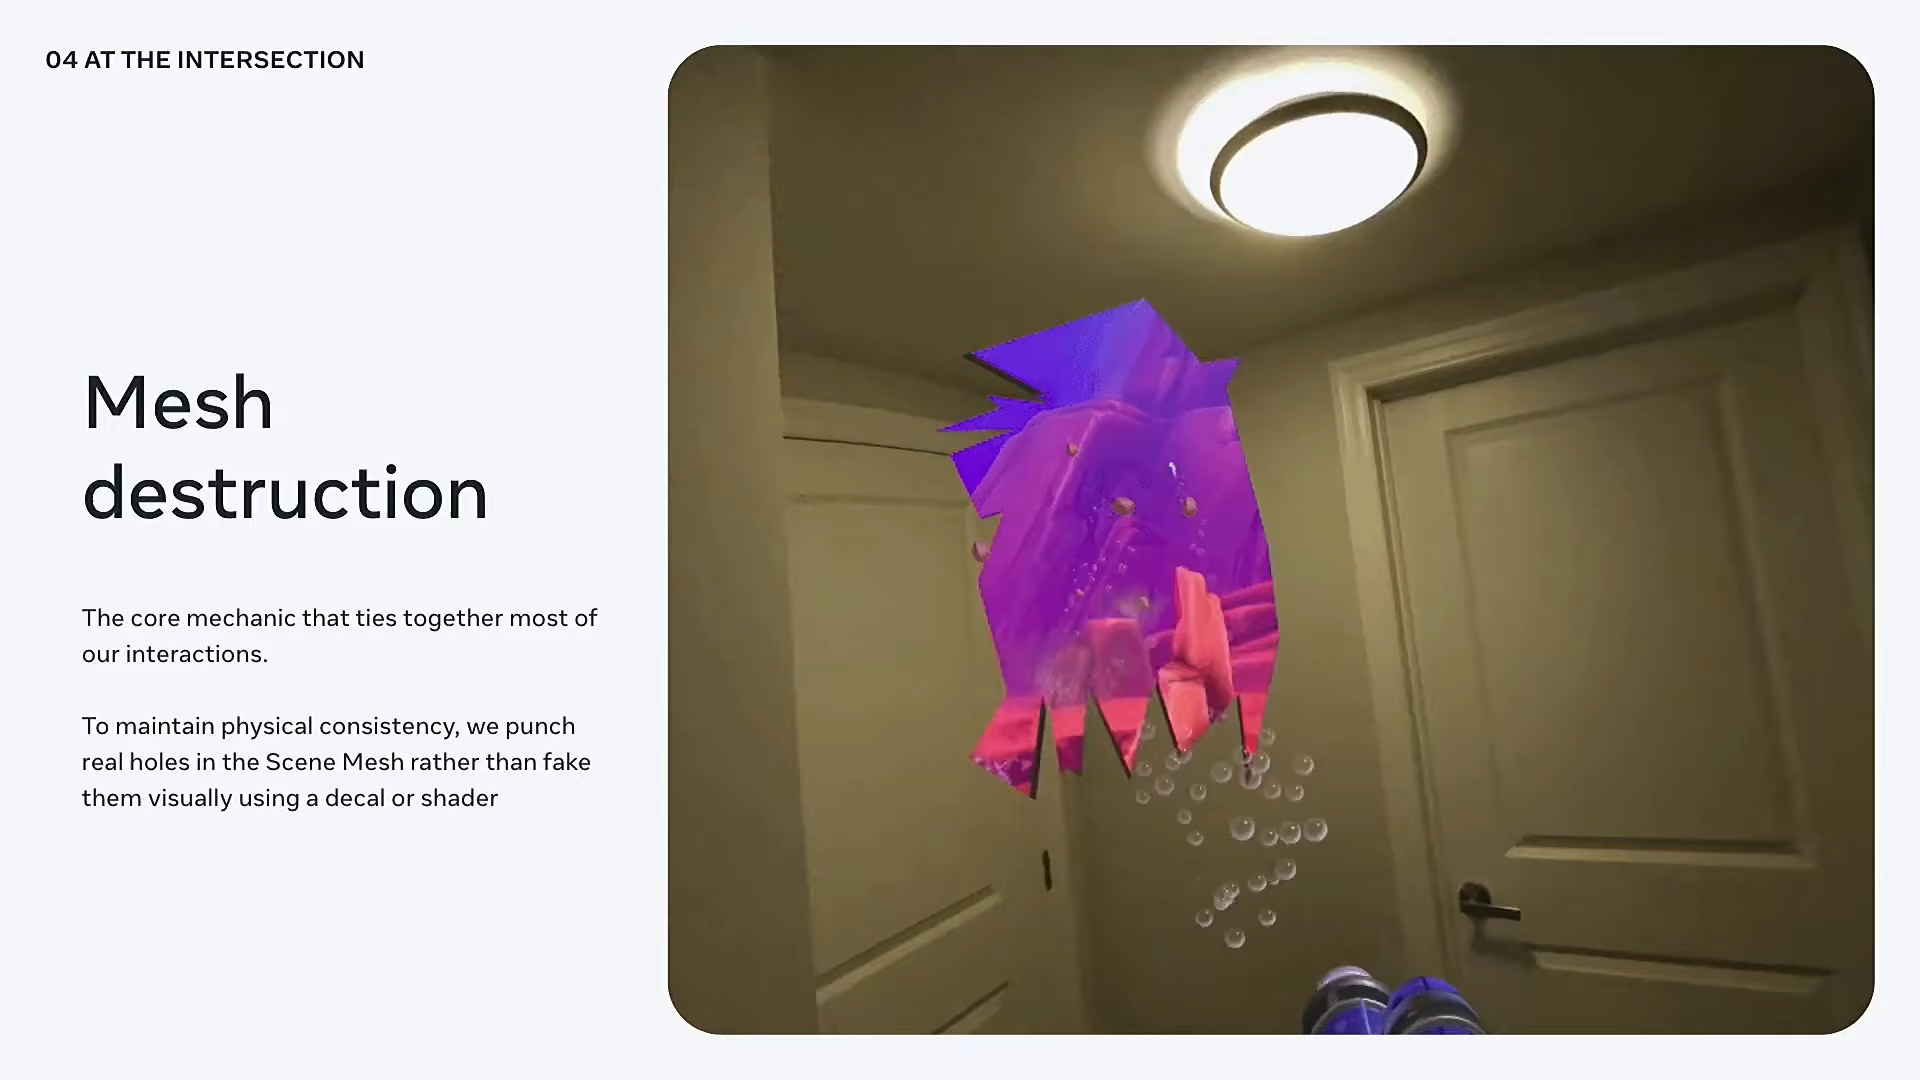 04 AT THE INTERSECTION
Mesh
destruction
The core mechanic that ties together most of
our interactions.
To maintain physical consistency, we punch
real holes in the Scene Mesh rather than fake
them visually using a decal or shader